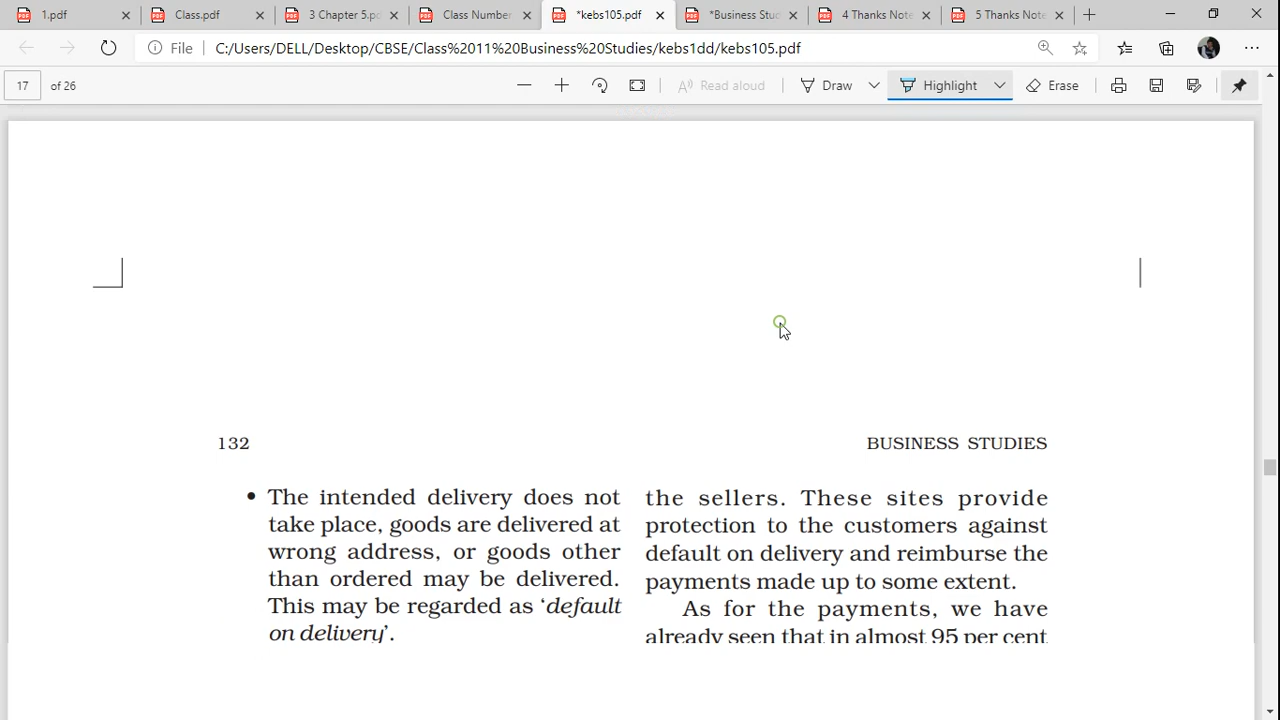 1.pdf
Class.pdf
3 Chapter 5.pd
Class Number
*kebs105.pdf
*Business Stud
4 Thanks Note
5 Thanks Note
File
C:/Users/DELL/Desktop/CBSE/Class%2011%20Business%20Studies/kebs1dd/kebs105.pdf
17 of 26
Read aloud
Draw
Highlight
Erase
132
BUSINESS STUDIES
• The intended delivery does not
take place, goods are delivered at
wrong address, or goods other
than ordered may be delivered.
This may be regarded as ‘default
on delivery’.
the sellers. These sites provide
protection to the customers against
default on delivery and reimburse the
payments made up to some extent.
As for the payments, we have
already seen that in almost 95 per cent